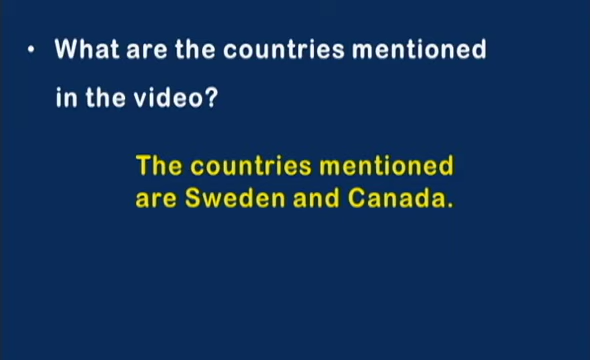 • What are the countries mentioned
in the video?
The countries mentioned
are Sweden and Canada.